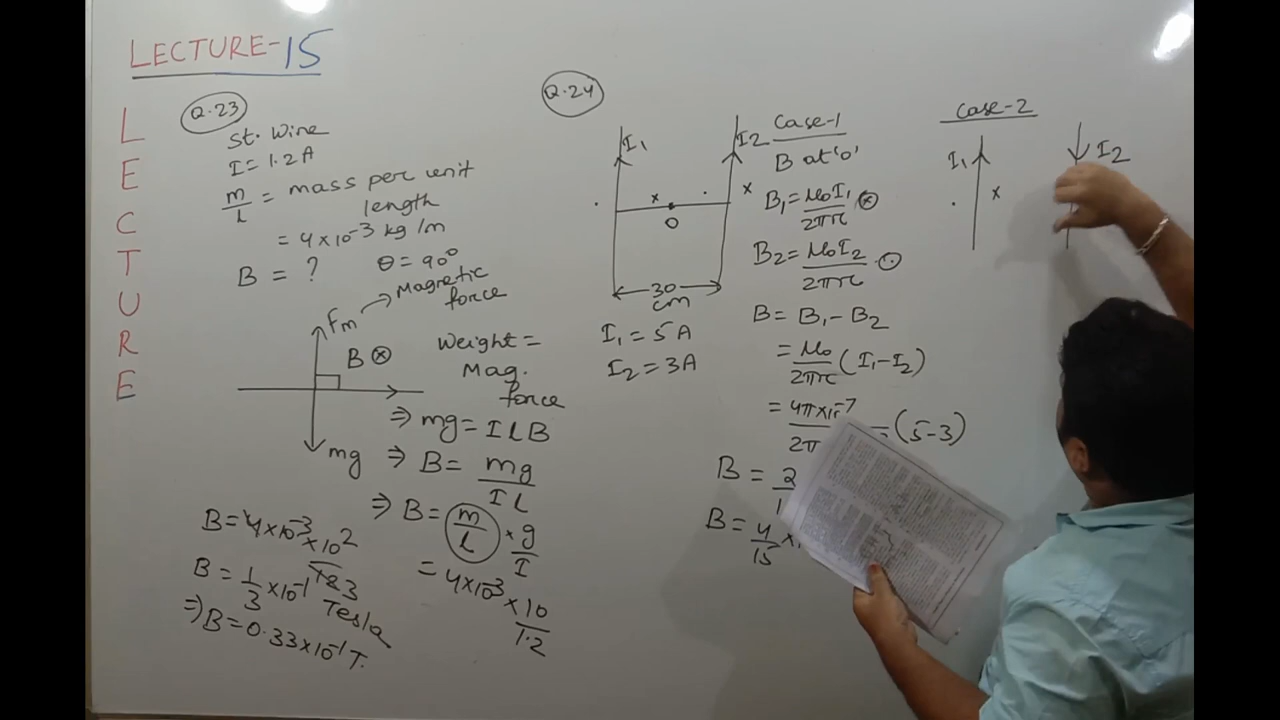 LECTURE-15
LECTURE
Q.23
St. Wire
I = 1.2A
m/L = mass per unit length
= 4×10⁻³ kg/m
B = ? θ = 90°
Fm → Magnetic force
B ⊗
mg
Weight = Mag. force
⇒ mg = ILB
⇒ B = mg/IL
⇒ B = (m/L) × g/I
= 4×10⁻³ × 10/1.2
B = 4×10⁻³ × 10²
B = 1/3 × 10⁻¹ Tesla
⇒ B = 0.33×10⁻¹ T.
Q.24
I₁ I₂
· × · ×
O
30 cm
I₁ = 5A
I₂ = 3A
Case-1
B at 'O'
B₁ = μ₀I₁/2πr ⊗
B₂ = μ₀I₂/2πr ⊙
B = B₁ - B₂
= μ₀/2πr (I₁-I₂)
= 4π×10⁻⁷/2π (5-3)
B = 2
B = 4/15 ×
Case-2
I₁ I₂
· ×